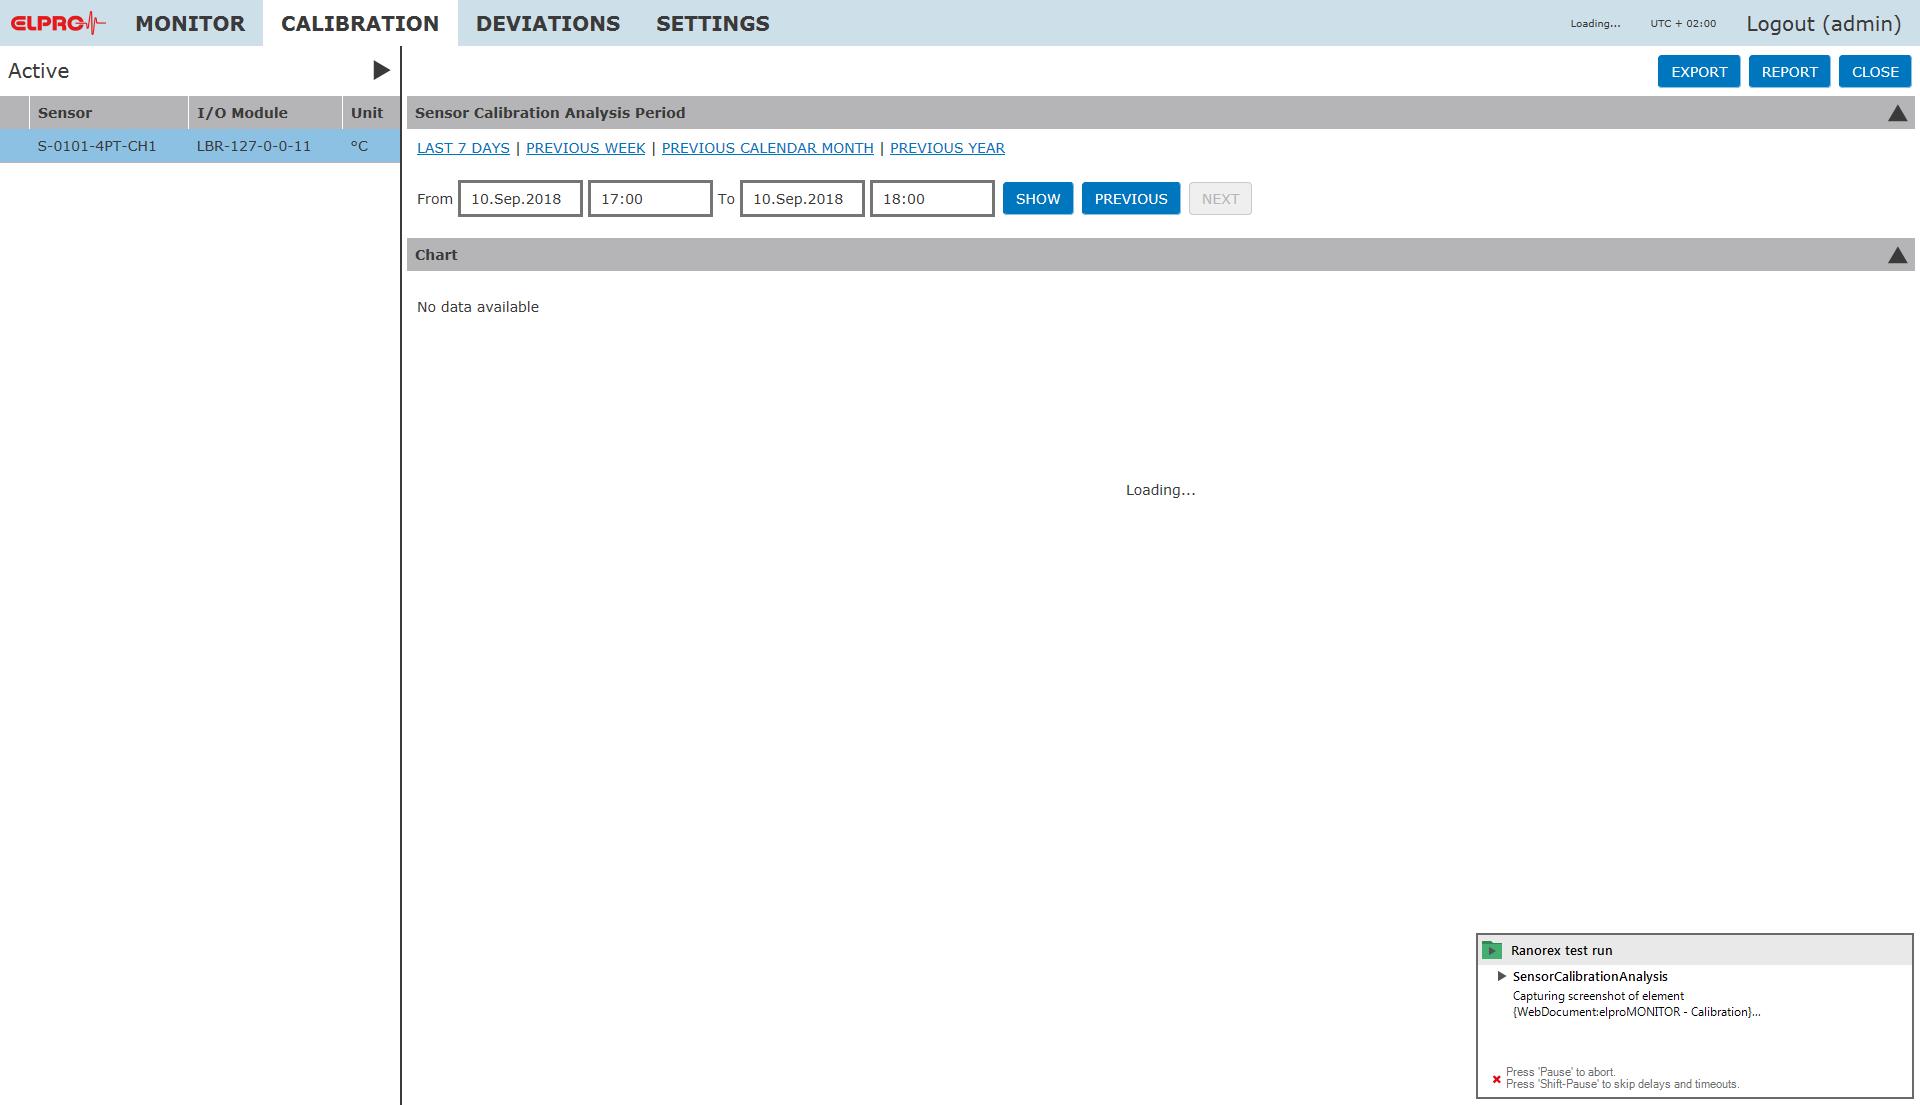 ELPRO MONITOR CALIBRATION DEVIATIONS SETTINGS Loading... UTC + 02:00 Logout (admin)
Active
EXPORT REPORT CLOSE
Sensor I/O Module Unit
S-0101-4PT-CH1 LBR-127-0-0-11 °C
Sensor Calibration Analysis Period
LAST 7 DAYS | PREVIOUS WEEK | PREVIOUS CALENDAR MONTH | PREVIOUS YEAR
From 10.Sep.2018 17:00 To 10.Sep.2018 18:00 SHOW PREVIOUS NEXT
Chart
No data available
Loading...
Ranorex test run
SensorCalibrationAnalysis
Capturing screenshot of element
{WebDocument:elproMONITOR - Calibration}...
Press 'Pause' to abort.
Press 'Shift-Pause' to skip delays and timeouts.